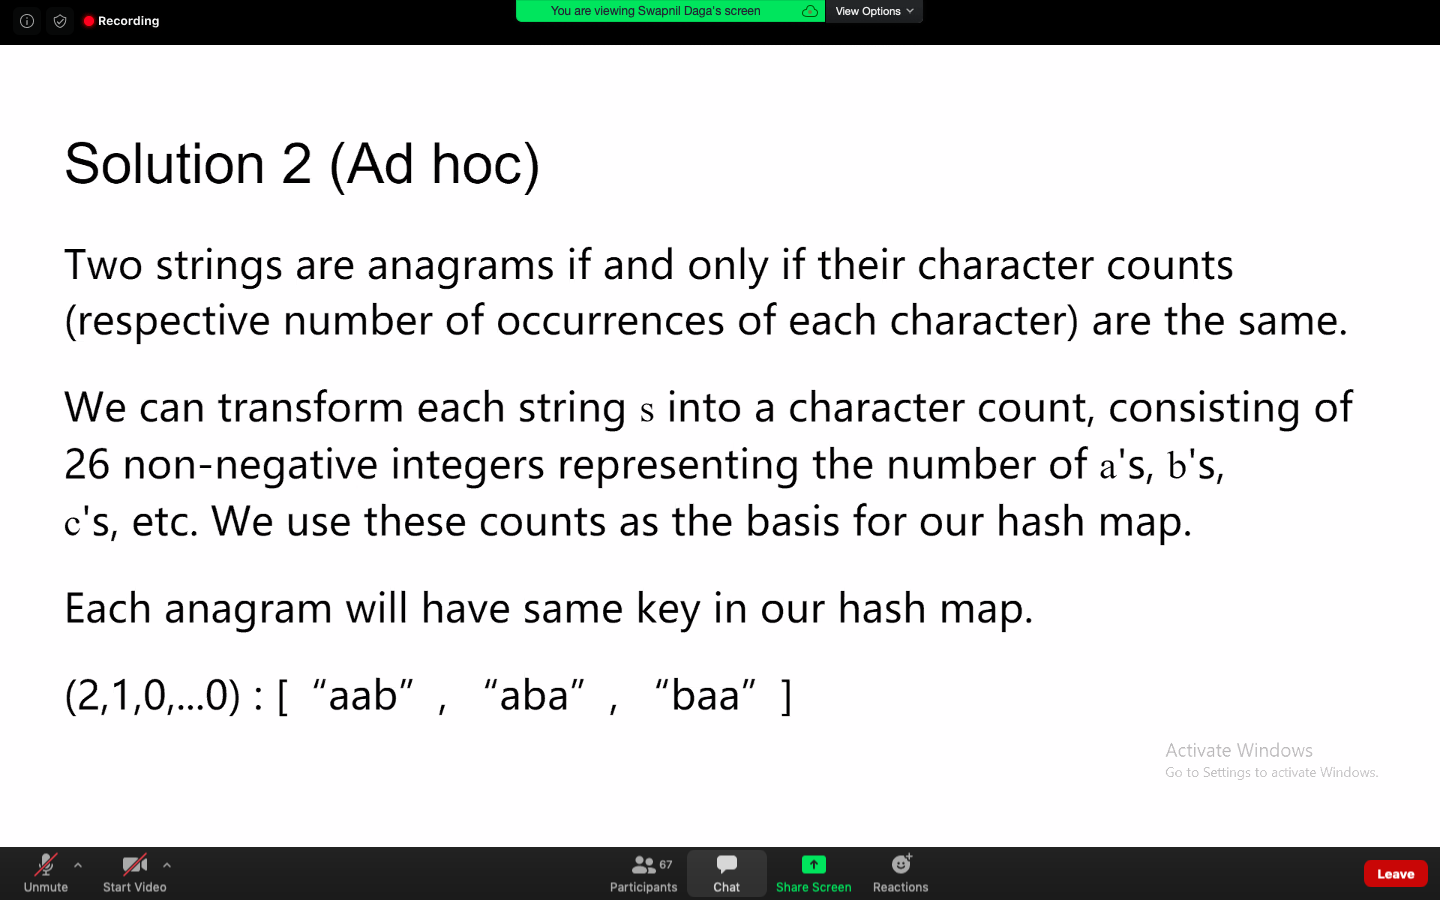 Recording
You are viewing Swapnil Daga's screen
View Options
Solution 2 (Ad hoc)
Two strings are anagrams if and only if their character counts
(respective number of occurrences of each character) are the same.
We can transform each string s into a character count, consisting of
26 non-negative integers representing the number of a's, b's,
c's, etc. We use these counts as the basis for our hash map.
Each anagram will have same key in our hash map.
(2,1,0,...0) : [ “aab” , “aba” , “baa” ]
Activate Windows
Go to Settings to activate Windows.
67
Unmute
Start Video
Participants
Chat
Share Screen
Reactions
Leave